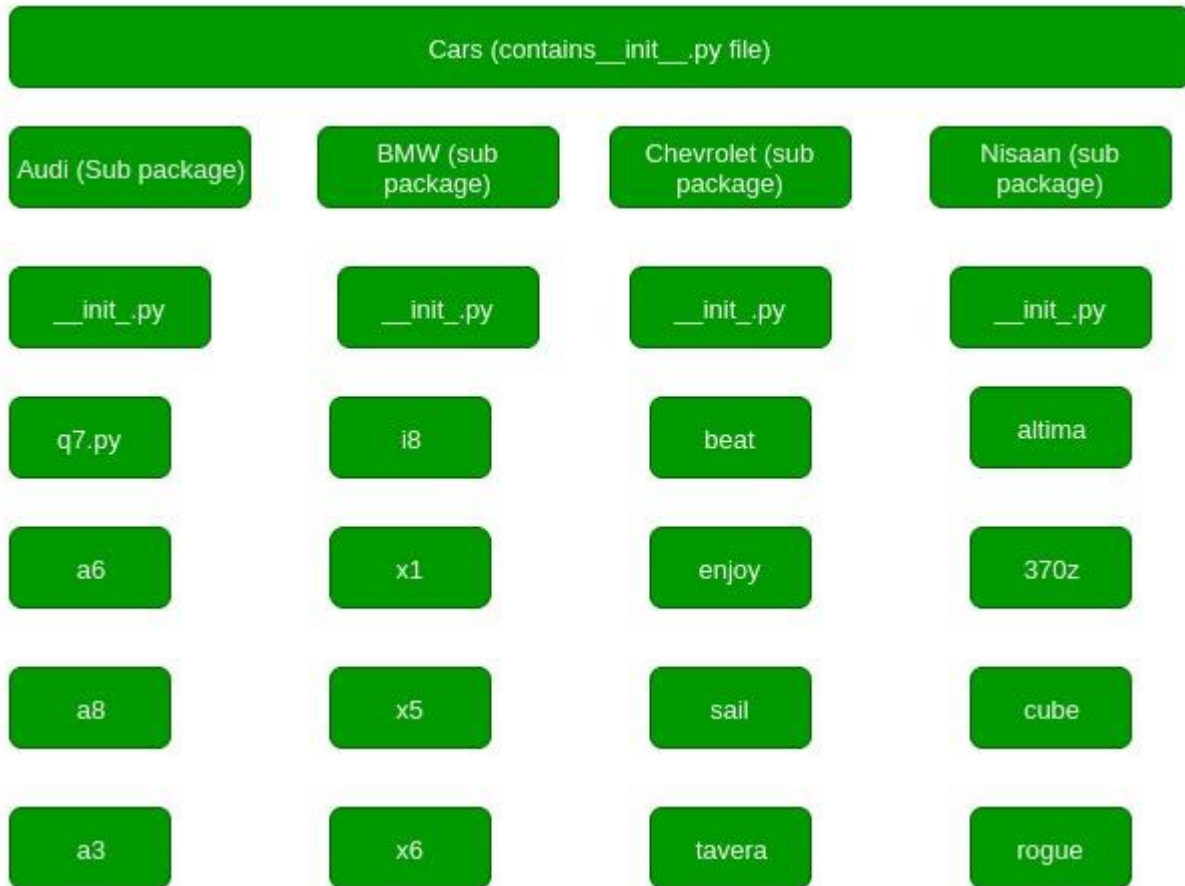 Cars (contains__init__.py file)
Audi (Sub package)
BMW (sub
package)
Chevrolet (sub
package)
Nisaan (sub
package)
__init_.py
__init_.py
__init_.py
__init_.py
q7.py
i8
beat
altima
a6
x1
enjoy
370z
a8
x5
sail
cube
a3
x6
tavera
rogue